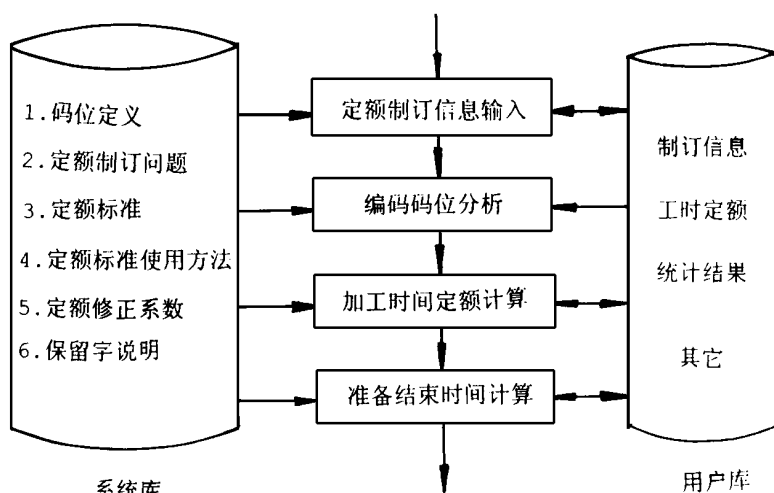 1.码位定义
2.定额制订问题
3.定额标准
4.定额标准使用方法
5.定额修正系数
6.保留字说明
系统库
定额制订信息输入
编码码位分析
加工时间定额计算
准备结束时间计算
制订信息
工时定额
统计结果
其它
用户库